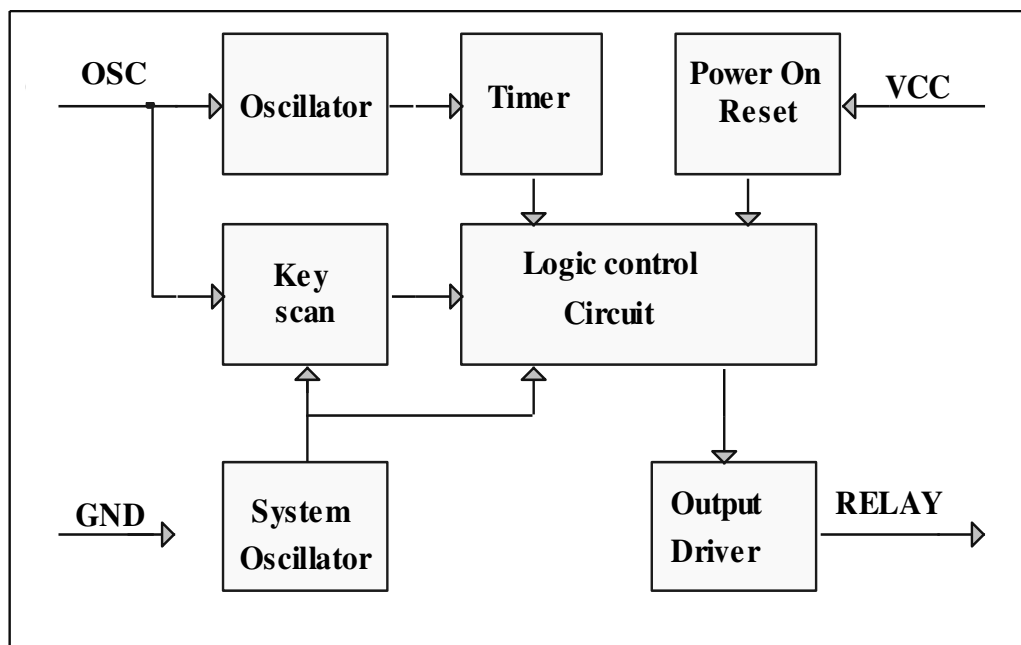 OSC
Oscillator
Timer
Power On
Reset
VCC
Key
scan
Logic control
Circuit
GND
System
Oscillator
Output
Driver
RELAY